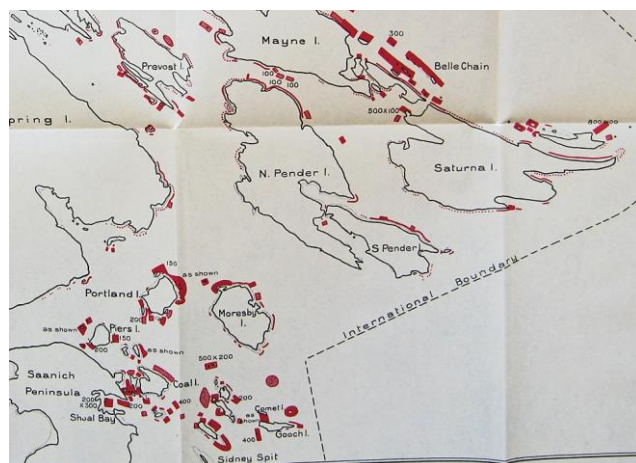 Mayne I.
300
Belle Chain
Prevost I.
100
100 100
500X100
pring I.
N. Pender I.
Saturna I.
S Pender
150
as shown
International Boundary
Portland I.
200
Moresby
I.
as shown
Piers I.
150
200
as shown
500X200
Saanich
Peninsula
Coal I.
200
X300
200
400
200
Comet I.
as
shown
Shual Bay
400
Gooch I.
Sidney Spit